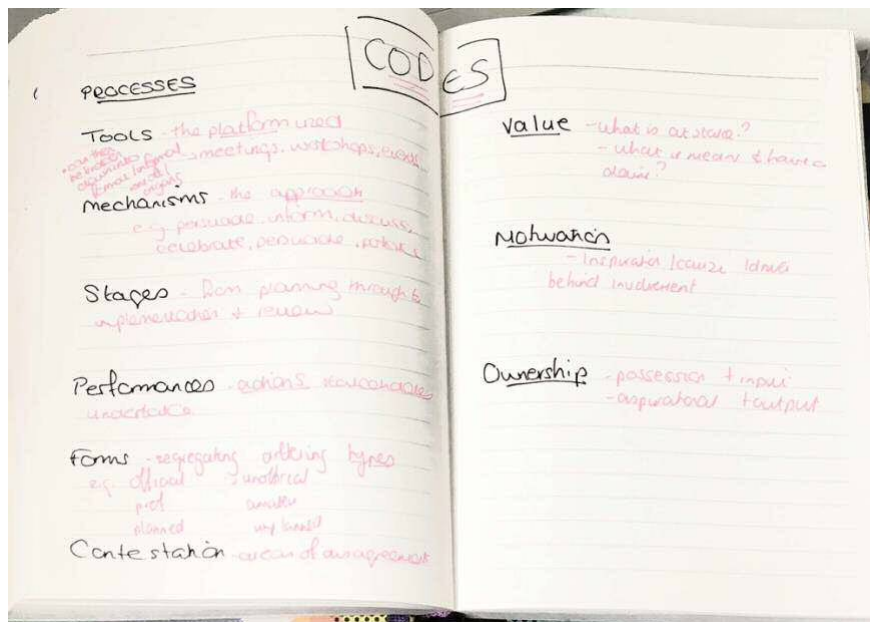 CODES
PROCESSES
TOOLS - the platform used
meetings, workshops, events
Mechanisms - the approach
e.g. persuade, inform, discuss,
celebrate, persuade,
Stages - from planning through to
implementation + review
Performances - actions
undertake
Forms - segregating differing types
e.g. official unofficial
prof amateur
planned unplanned
Contestation - areas of disagreement
Value - what is at stake?
- what it means to have a
claim?
Motivation
- Inspiration / cause / drive
behind involvement
Ownership - possession + input
- aspirational + output